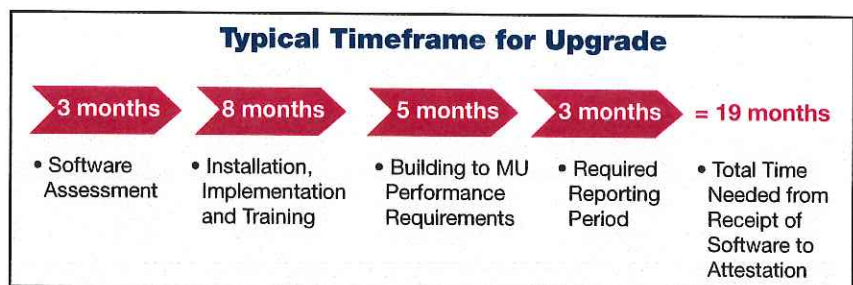 Typical Timeframe for Upgrade
3 months
8 months
5 months
3 months
= 19 months
• Software
Assessment
• Installation,
Implementation
and Training
• Building to MU
Performance
Requirements
• Required
Reporting
Period
• Total Time
Needed from
Receipt of
Software to
Attestation